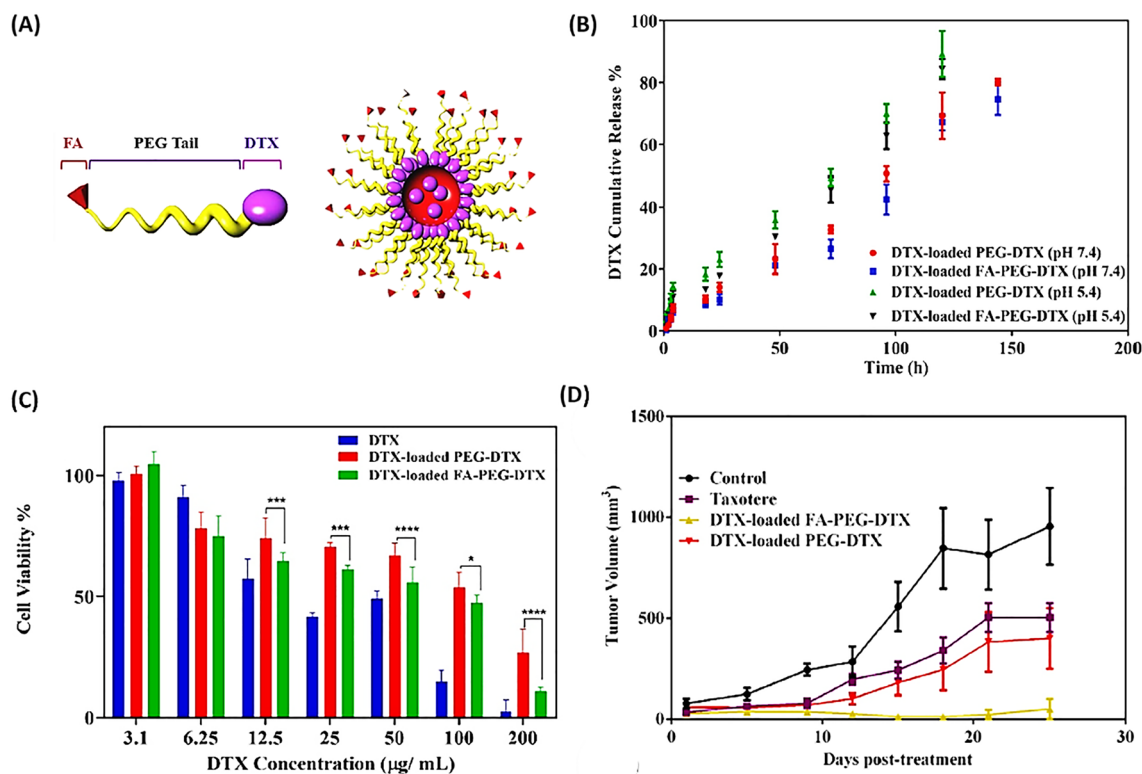 (A)
FA
PEG Tail
DTX
(B)
DTX Cumulative Release %
100
80
60
40
20
0
DTX-loaded PEG-DTX (pH 7.4)
DTX-loaded FA-PEG-DTX (pH 7.4)
DTX-loaded PEG-DTX (pH 5.4)
DTX-loaded FA-PEG-DTX (pH 5.4)
0 50 100 150 200
Time (h)
(C)
Cell Viability %
100
50
0
DTX
DTX-loaded PEG-DTX
DTX-loaded FA-PEG-DTX
*** *** **** * ****
3.1 6.25 12.5 25 50 100 200
DTX Concentration (μg/ mL)
(D)
Tumor Volume (mm³)
1500
1000
500
0
Control
Taxotere
DTX-loaded FA-PEG-DTX
DTX-loaded PEG-DTX
0 10 20 30
Days post-treatment